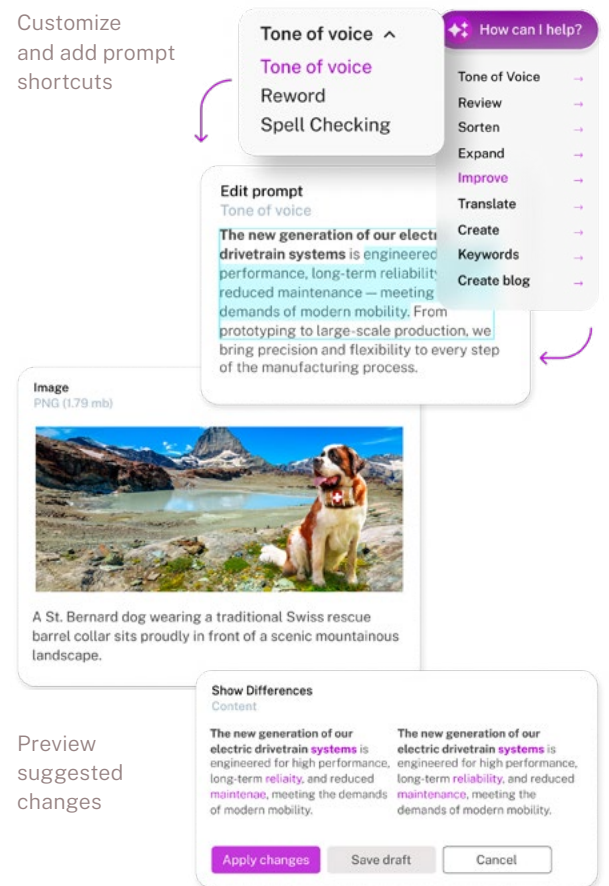 Customize
and add prompt
shortcuts
Tone of voice
Tone of voice
Reword
Spell Checking
How can I help?
Tone of Voice
Review
Sorten
Expand
Improve
Translate
Create
Keywords
Create blog
Edit prompt
Tone of voice
The new generation of our
drivetrain systems is engineered
performance, long-term
reduced maintenance — meeting
demands of modern mobility. From
prototyping to large-scale production, we
bring precision and flexibility to every step
of the manufacturing process.
Image
PNG (1.79 mb)
A St. Bernard dog wearing a traditional Swiss rescue
barrel collar sits proudly in front of a scenic mountainous
landscape.
Preview
suggested
changes
Show Differences
Content
The new generation of our
electric drivetrain systems is
engineered for high performance,
long-term reliaity, and reduced
maintenae, meeting the demands
of modern mobility.
The new generation of our
electric drivetrain systems is
engineered for high performance,
long-term reliability, and reduced
maintenance, meeting the
demands of modern mobility.
Apply changes
Save draft
Cancel